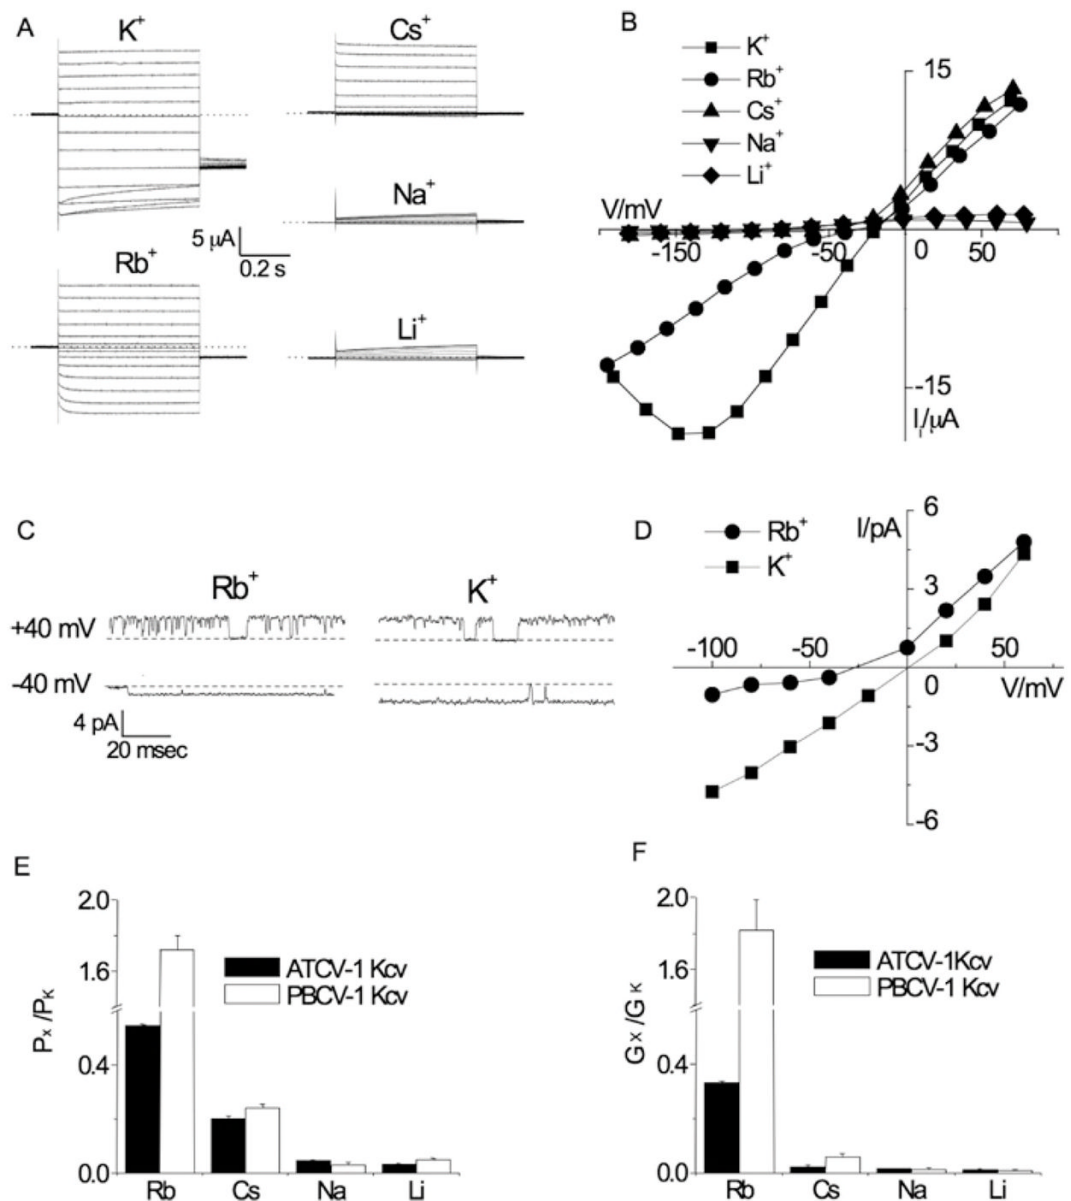 A
K+
Cs+
Na+
5 μA
0.2 s
Rb+
Li+
B
K+
Rb+
Cs+
Na+
Li+
15
V/mV
-150
-50
0
50
-15
I/μA
C
Rb+
K+
+40 mV
-40 mV
4 pA
20 msec
D
Rb+
K+
I/pA
6
3
-100
-50
50
0
V/mV
-3
-6
E
2.0
1.6
0.4
0.0
Px/PK
ATCV-1 Kcv
PBCV-1 Kcv
Rb
Cs
Na
Li
F
2.0
1.6
0.4
0.0
GX/GK
ATCV-1Kcv
PBCV-1 Kcv
Rb
Cs
Na
Li